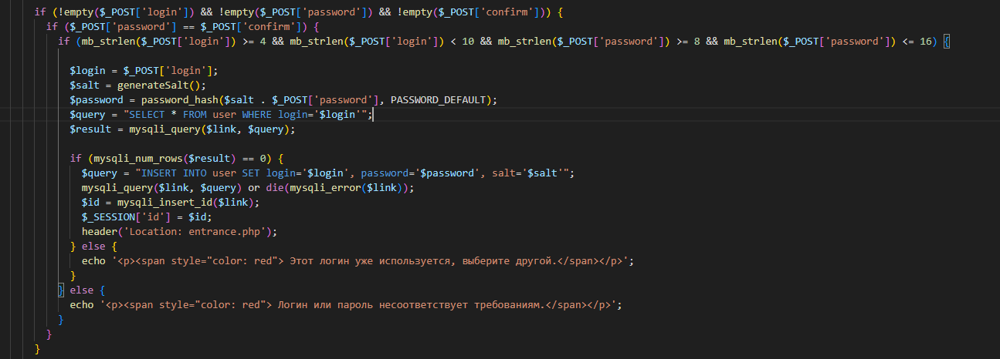 if (!empty($_POST['login']) && !empty($_POST['password']) && !empty($_POST['confirm'])) {
if ($_POST['password'] == $_POST['confirm']) {
if (mb_strlen($_POST['login']) >= 4 && mb_strlen($_POST['login']) < 10 && mb_strlen($_POST['password']) >= 8 && mb_strlen($_POST['password']) <= 16) {
$login = $_POST['login'];
$salt = generateSalt();
$password = password_hash($salt . $_POST['password'], PASSWORD_DEFAULT);
$query = "SELECT * FROM user WHERE login='$login'";
$result = mysqli_query($link, $query);
if (mysqli_num_rows($result) == 0) {
$query = "INSERT INTO user SET login='$login', password='$password', salt='$salt'";
mysqli_query($link, $query) or die(mysqli_error($link));
$id = mysqli_insert_id($link);
$_SESSION['id'] = $id;
header('Location: entrance.php');
} else {
echo '<p><span style="color: red"> Этот логин уже используется, выберите другой.</span></p>';
}
} else {
echo '<p><span style="color: red"> Логин или пароль несоответствует требованиям.</span></p>';
}
}
}